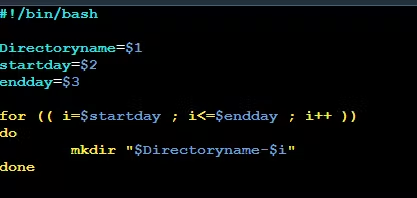 #!/bin/bash
Directoryname=$1
startday=$2
endday=$3
for (( i=$startday ; i<=$endday ; i++ ))
do
mkdir "$Directoryname-$i"
done